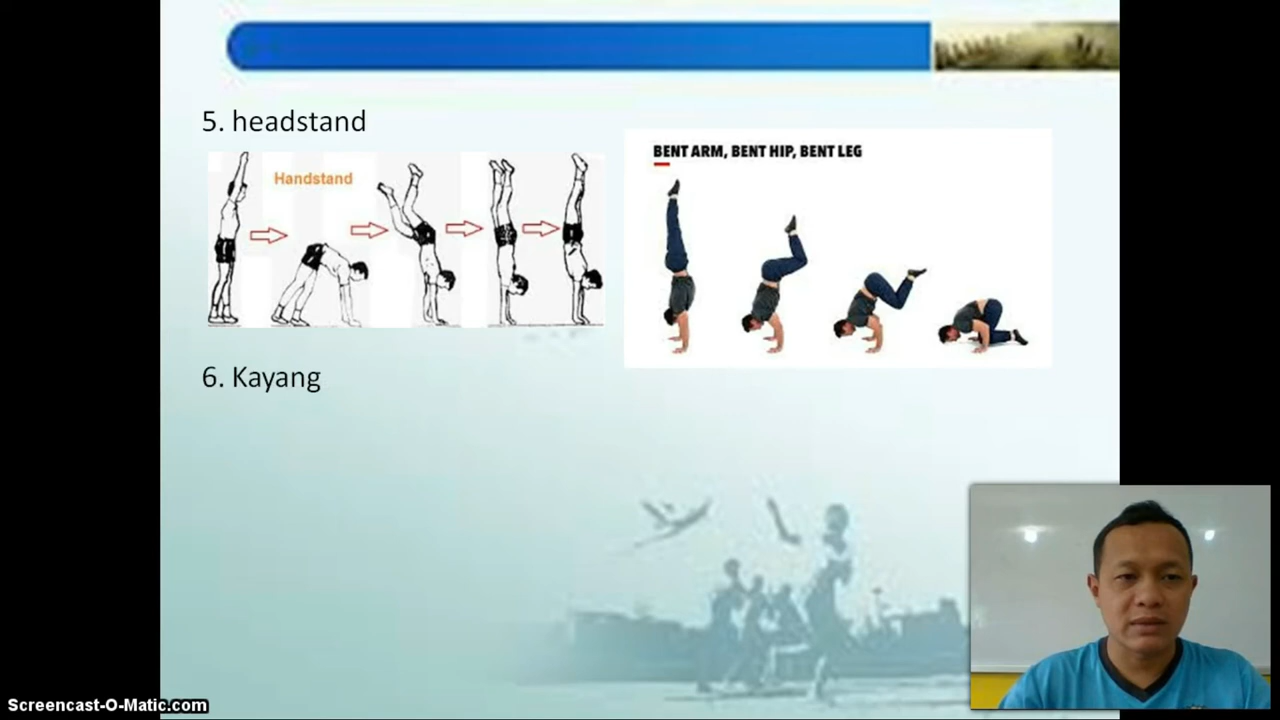 5. headstand
Handstand
BENT ARM, BENT HIP, BENT LEG
6. Kayang
Screencast-O-Matic.com